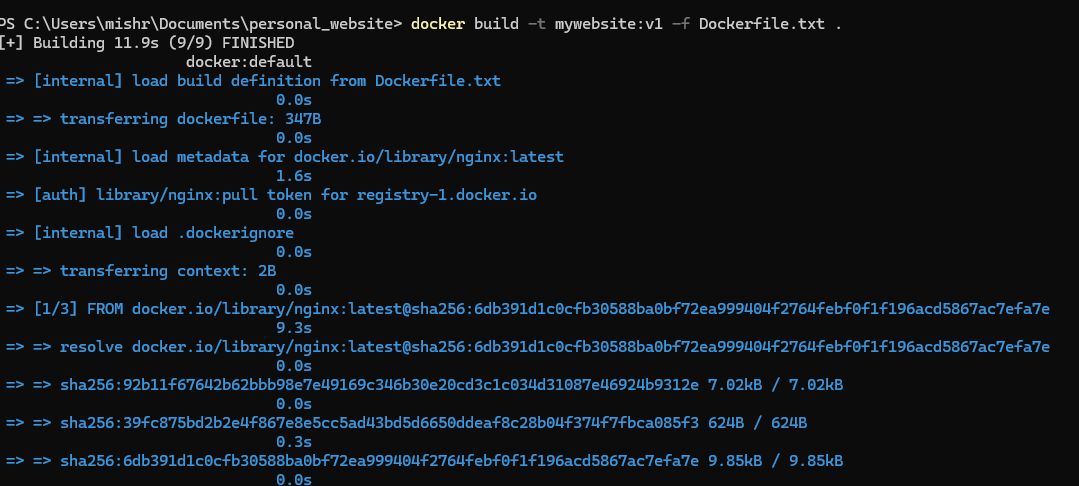 PS C:\Users\mishr\Documents\personal_website> docker build -t mywebsite:v1 -f Dockerfile.txt .
[+] Building 11.9s (9/9) FINISHED
docker:default
=> [internal] load build definition from Dockerfile.txt
0.0s
=> => transferring dockerfile: 347B
0.0s
=> [internal] load metadata for docker.io/library/nginx:latest
1.6s
=> [auth] library/nginx:pull token for registry-1.docker.io
0.0s
=> [internal] load .dockerignore
0.0s
=> => transferring context: 2B
0.0s
=> [1/3] FROM docker.io/library/nginx:latest@sha256:6db391d1c0cfb30588ba0bf72ea999404f2764febf0f1f196acd5867ac7efa7e
9.3s
=> => resolve docker.io/library/nginx:latest@sha256:6db391d1c0cfb30588ba0bf72ea999404f2764febf0f1f196acd5867ac7efa7e
0.0s
=> => sha256:92b11f67642b62bbb98e7e49169c346b30e20cd3c1c034d31087e46924b9312e 7.02kB / 7.02kB
0.0s
=> => sha256:39fc875bd2b2e4f867e8e5cc5ad43bd5d6650ddeaf8c28b04f374f7fbca085f3 624B / 624B
0.3s
=> => sha256:6db391d1c0cfb30588ba0bf72ea999404f2764febf0f1f196acd5867ac7efa7e 9.85kB / 9.85kB
0.0s